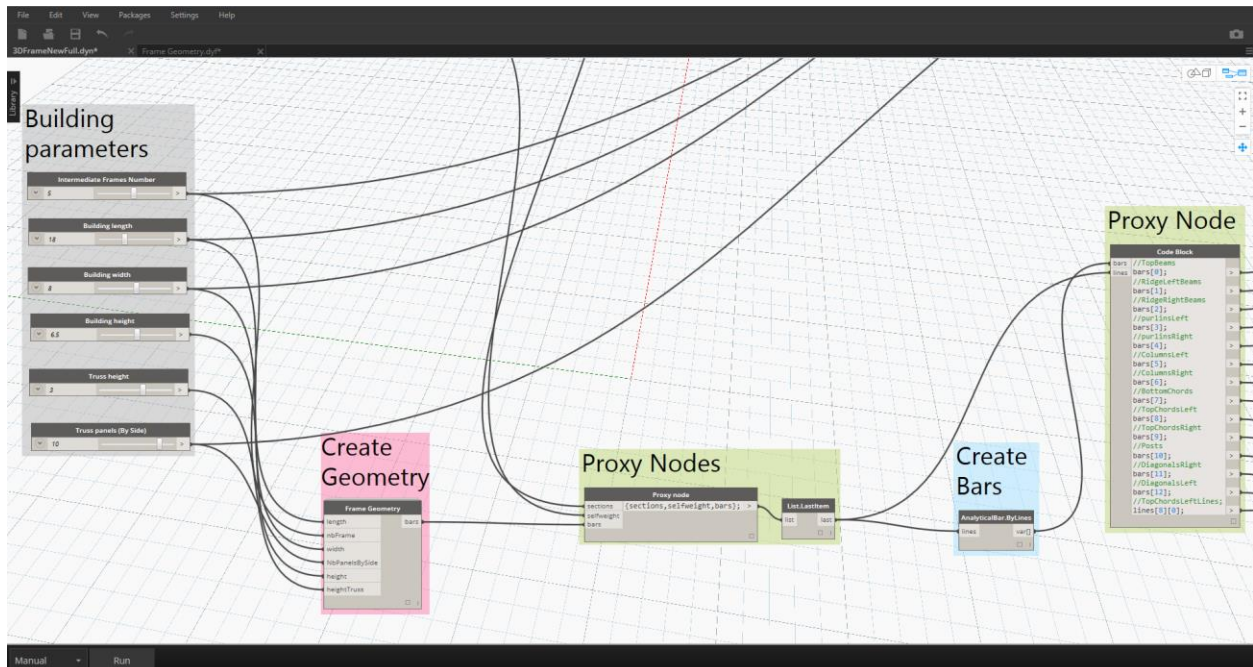 File Edit View Packages Settings Help
3DFrameNewFull.dyn* X Frame Geometry.dyf* X
Library
Building
parameters
Intermediate Frames Number
5 >
Building length
18 >
Building width
8 >
Building height
6.5 >
Truss height
3 >
Truss panels (By Side)
10 >
Create
Geometry
Frame Geometry
length bars
nbFrame
width
NbPanelsBySide
height
heightTruss
Proxy Nodes
Proxy node
sections {sections,selfweight,bars}; >
selfweight
bars
List.LastItem
list last
Create
Bars
AnalyticalBar.ByLines
lines var[]
Proxy Node
Code Block
bars //TopBeams
lines bars[0]; >
//RidgeLeftBeams
bars[1]; >
//RidgeRightBeams
bars[2]; >
//purlinsLeft
bars[3]; >
//purlinsRight
bars[4]; >
//ColumnsLeft
bars[5]; >
//ColumnsRight
bars[6]; >
//BottomChords
bars[7]; >
//TopChordsLeft
bars[8]; >
//TopChordsRight
bars[9]; >
//Posts
bars[10]; >
//DiagonalsRight
bars[11]; >
//DiagonalsLeft
bars[12]; >
//TopChordsLeftLines;
lines[8][0]; >
Manual Run